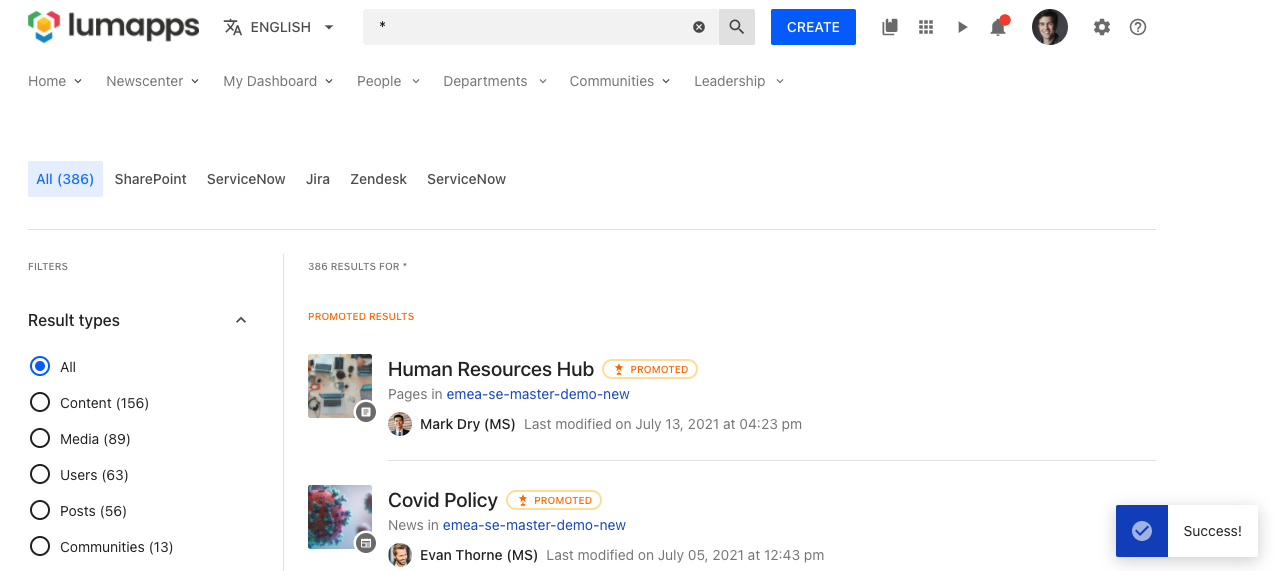 lumapps ENGLISH * CREATE
Home Newscenter My Dashboard People Departments Communities Leadership
All (386) SharePoint ServiceNow Jira Zendesk ServiceNow
FILTERS
386 RESULTS FOR *
Result types
PROMOTED RESULTS
All
Content (156)
Media (89)
Users (63)
Posts (56)
Communities (13)
Human Resources Hub PROMOTED
Pages in emea-se-master-demo-new
Mark Dry (MS) Last modified on July 13, 2021 at 04:23 pm
Covid Policy PROMOTED
News in emea-se-master-demo-new
Evan Thorne (MS) Last modified on July 05, 2021 at 12:43 pm
Success!